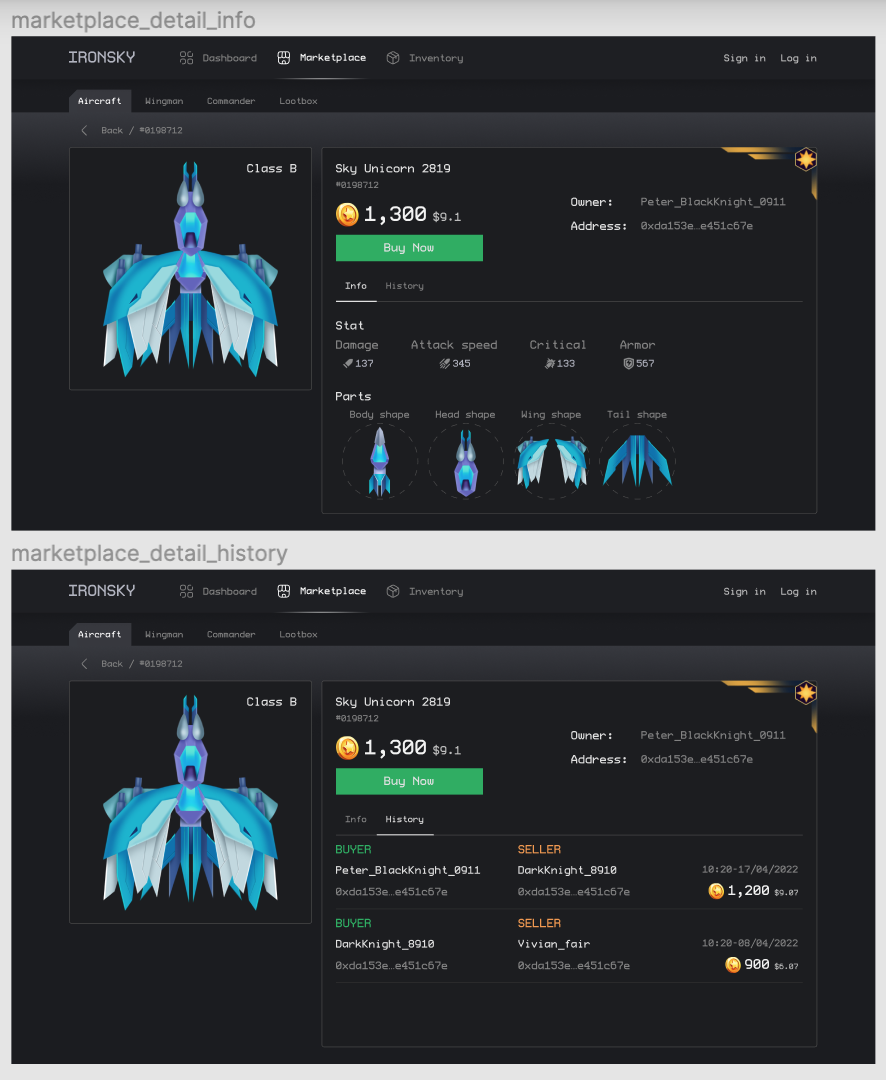 marketplace_detail_info
IRONSKY Dashboard Marketplace Inventory Sign in Log in
Aircraft Wingman Commander Lootbox
Back / #0198712
Class B
Sky Unicorn 2819
#0198712
1,300 $9.1
Owner: Peter_BlackKnight_0911
Address: 0xda153e…e451c67e
Buy Now
Info History
Stat
Damage Attack speed Critical Armor
137 345 133 567
Parts
Body shape Head shape Wing shape Tail shape
marketplace_detail_history
IRONSKY Dashboard Marketplace Inventory Sign in Log in
Aircraft Wingman Commander Lootbox
Back / #0198712
Class B
Sky Unicorn 2819
#0198712
1,300 $9.1
Owner: Peter_BlackKnight_0911
Address: 0xda153e…e451c67e
Buy Now
Info History
BUYER SELLER
Peter_BlackKnight_0911 DarkKnight_8910 10:20-17/04/2022
0xda153e…e451c67e 0xda153e…e451c67e 1,200 $9.07
BUYER SELLER
DarkKnight_8910 Vivian_fair 10:20-08/04/2022
0xda153e…e451c67e 0xda153e…e451c67e 900 $6.07